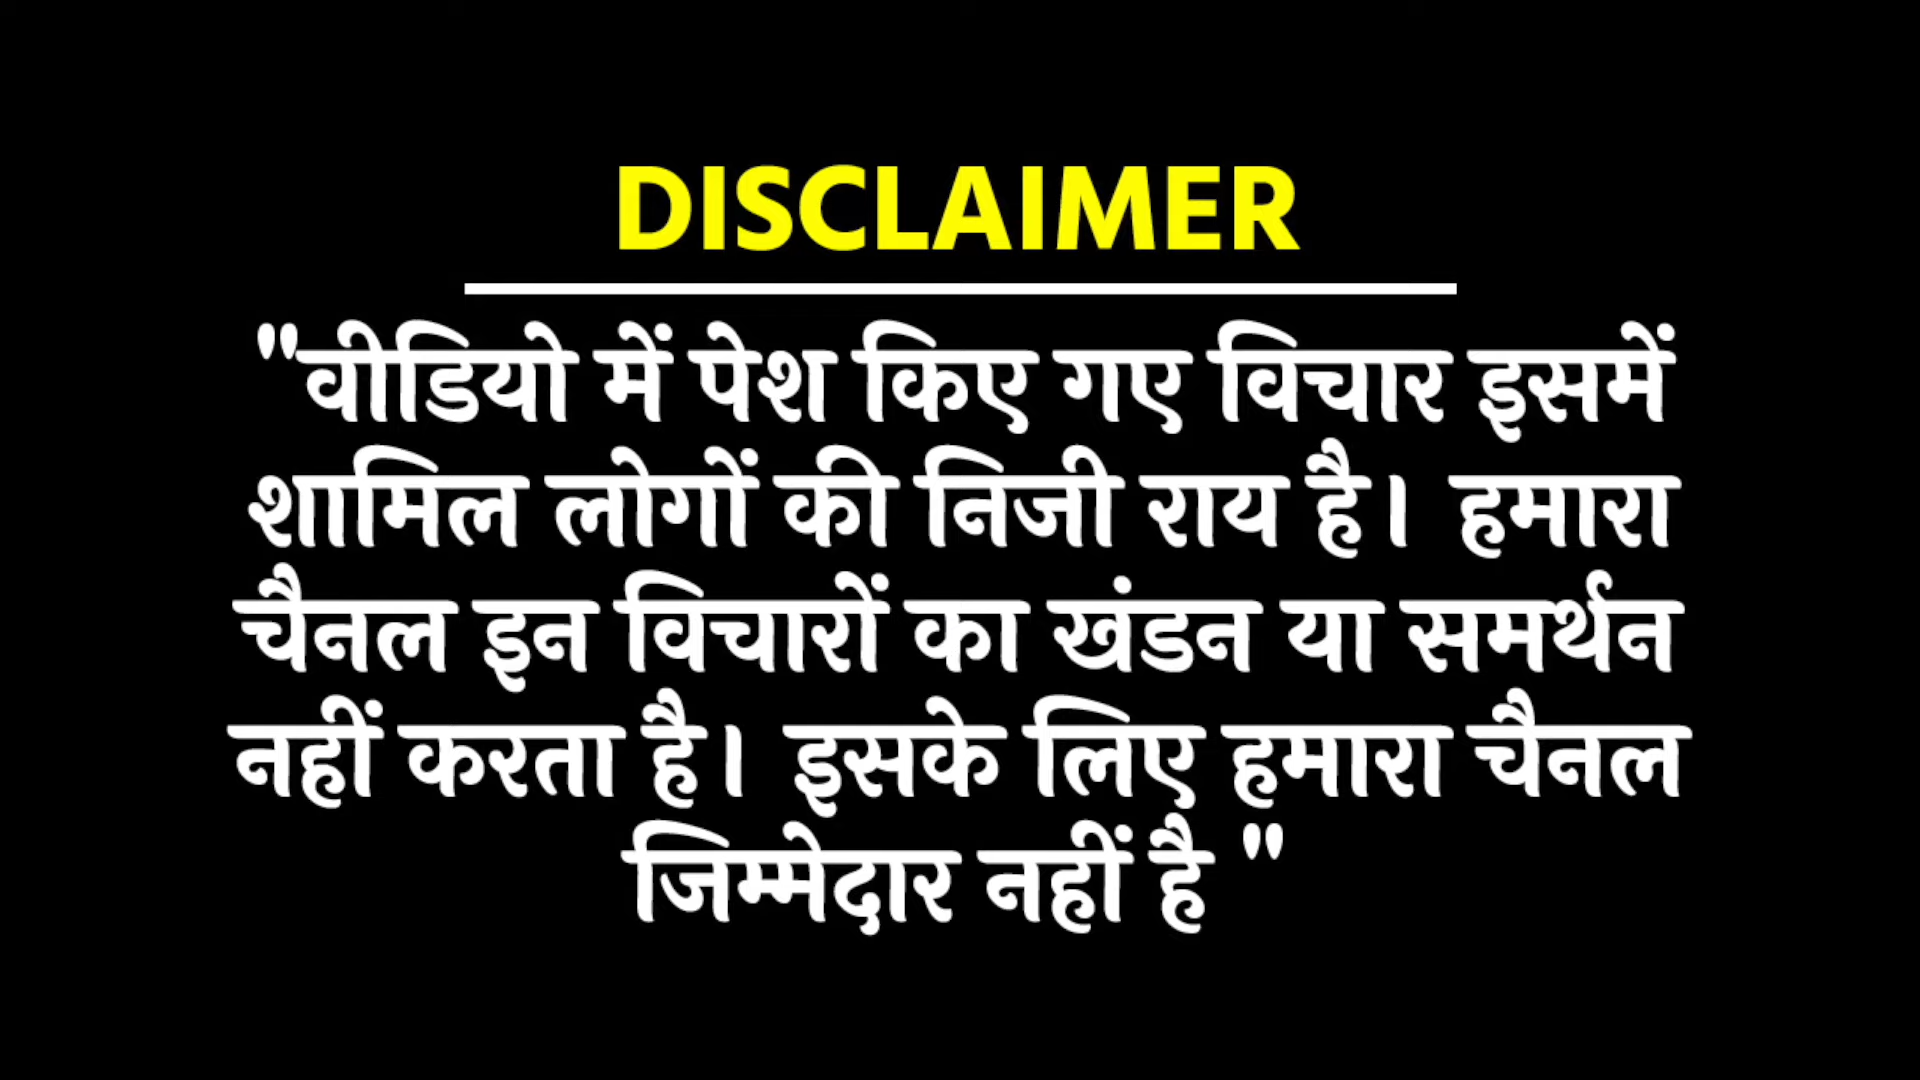 DISCLAIMER
"वीडियो में पेश किए गए विचार इसमें
शामिल लोगों की निजी राय है। हमारा
चैनल इन विचारों का खंडन या समर्थन
नहीं करता है। इसके लिए हमारा चैनल
जिम्मेदार नहीं है "